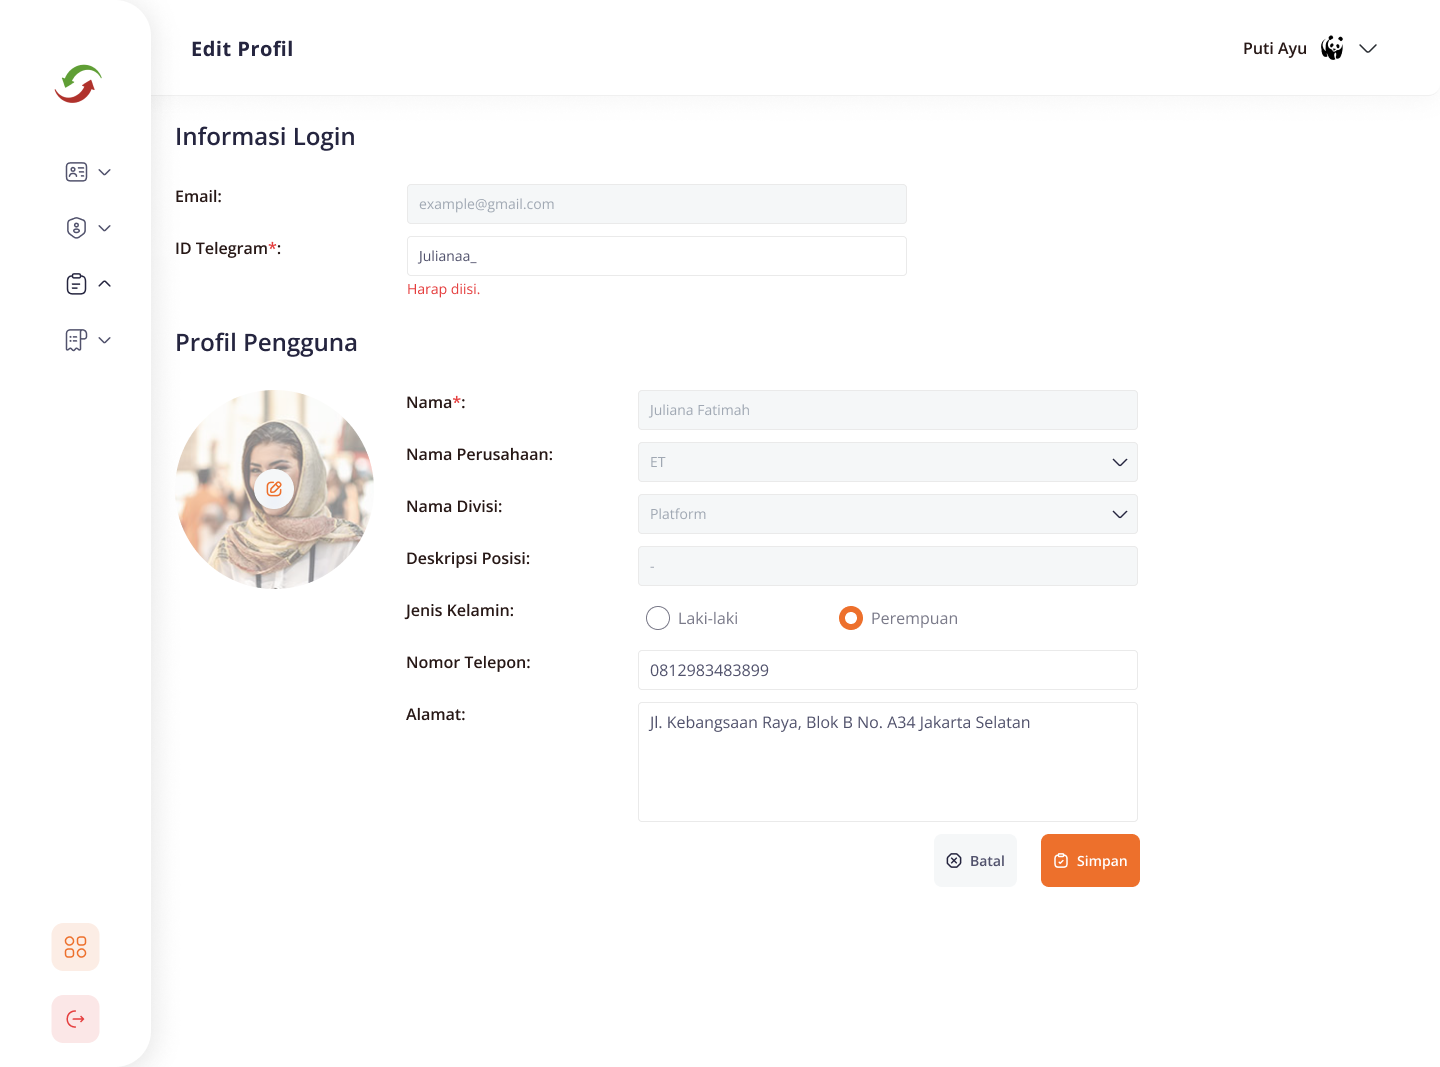 Edit Profil
Puti Ayu
Informasi Login
Email:
example@gmail.com
ID Telegram*:
Julianaa_
Harap diisi.
Profil Pengguna
Nama*:
Juliana Fatimah
Nama Perusahaan:
ET
Nama Divisi:
Platform
Deskripsi Posisi:
-
Jenis Kelamin:
Laki-laki
Perempuan
Nomor Telepon:
0812983483899
Alamat:
Jl. Kebangsaan Raya, Blok B No. A34 Jakarta Selatan
Batal
Simpan